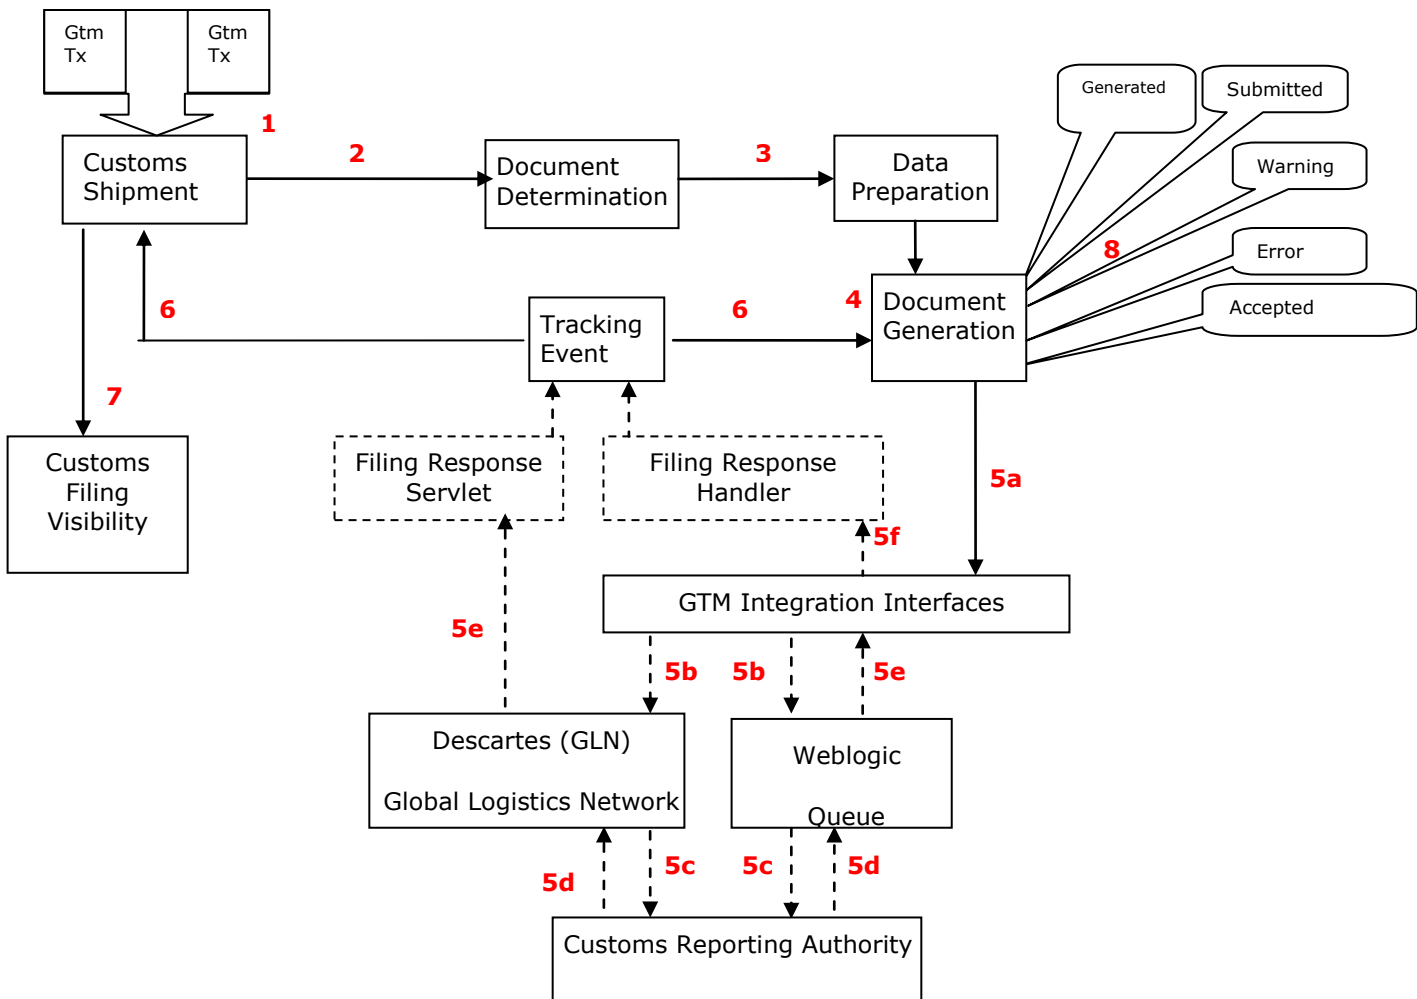 Gtm
Tx
Gtm
Tx
Generated
Submitted
1
Customs
Shipment
2
Document
Determination
3
Data
Preparation
Warning
8
Error
Accepted
6
Tracking
Event
6
4
Document
Generation
7
Customs
Filing
Visibility
Filing Response
Servlet
Filing Response
Handler
5a
5f
GTM Integration Interfaces
5e
5b
5b
5e
Descartes (GLN)
Global Logistics Network
Weblogic
Queue
5d
5c
5c
5d
Customs Reporting Authority